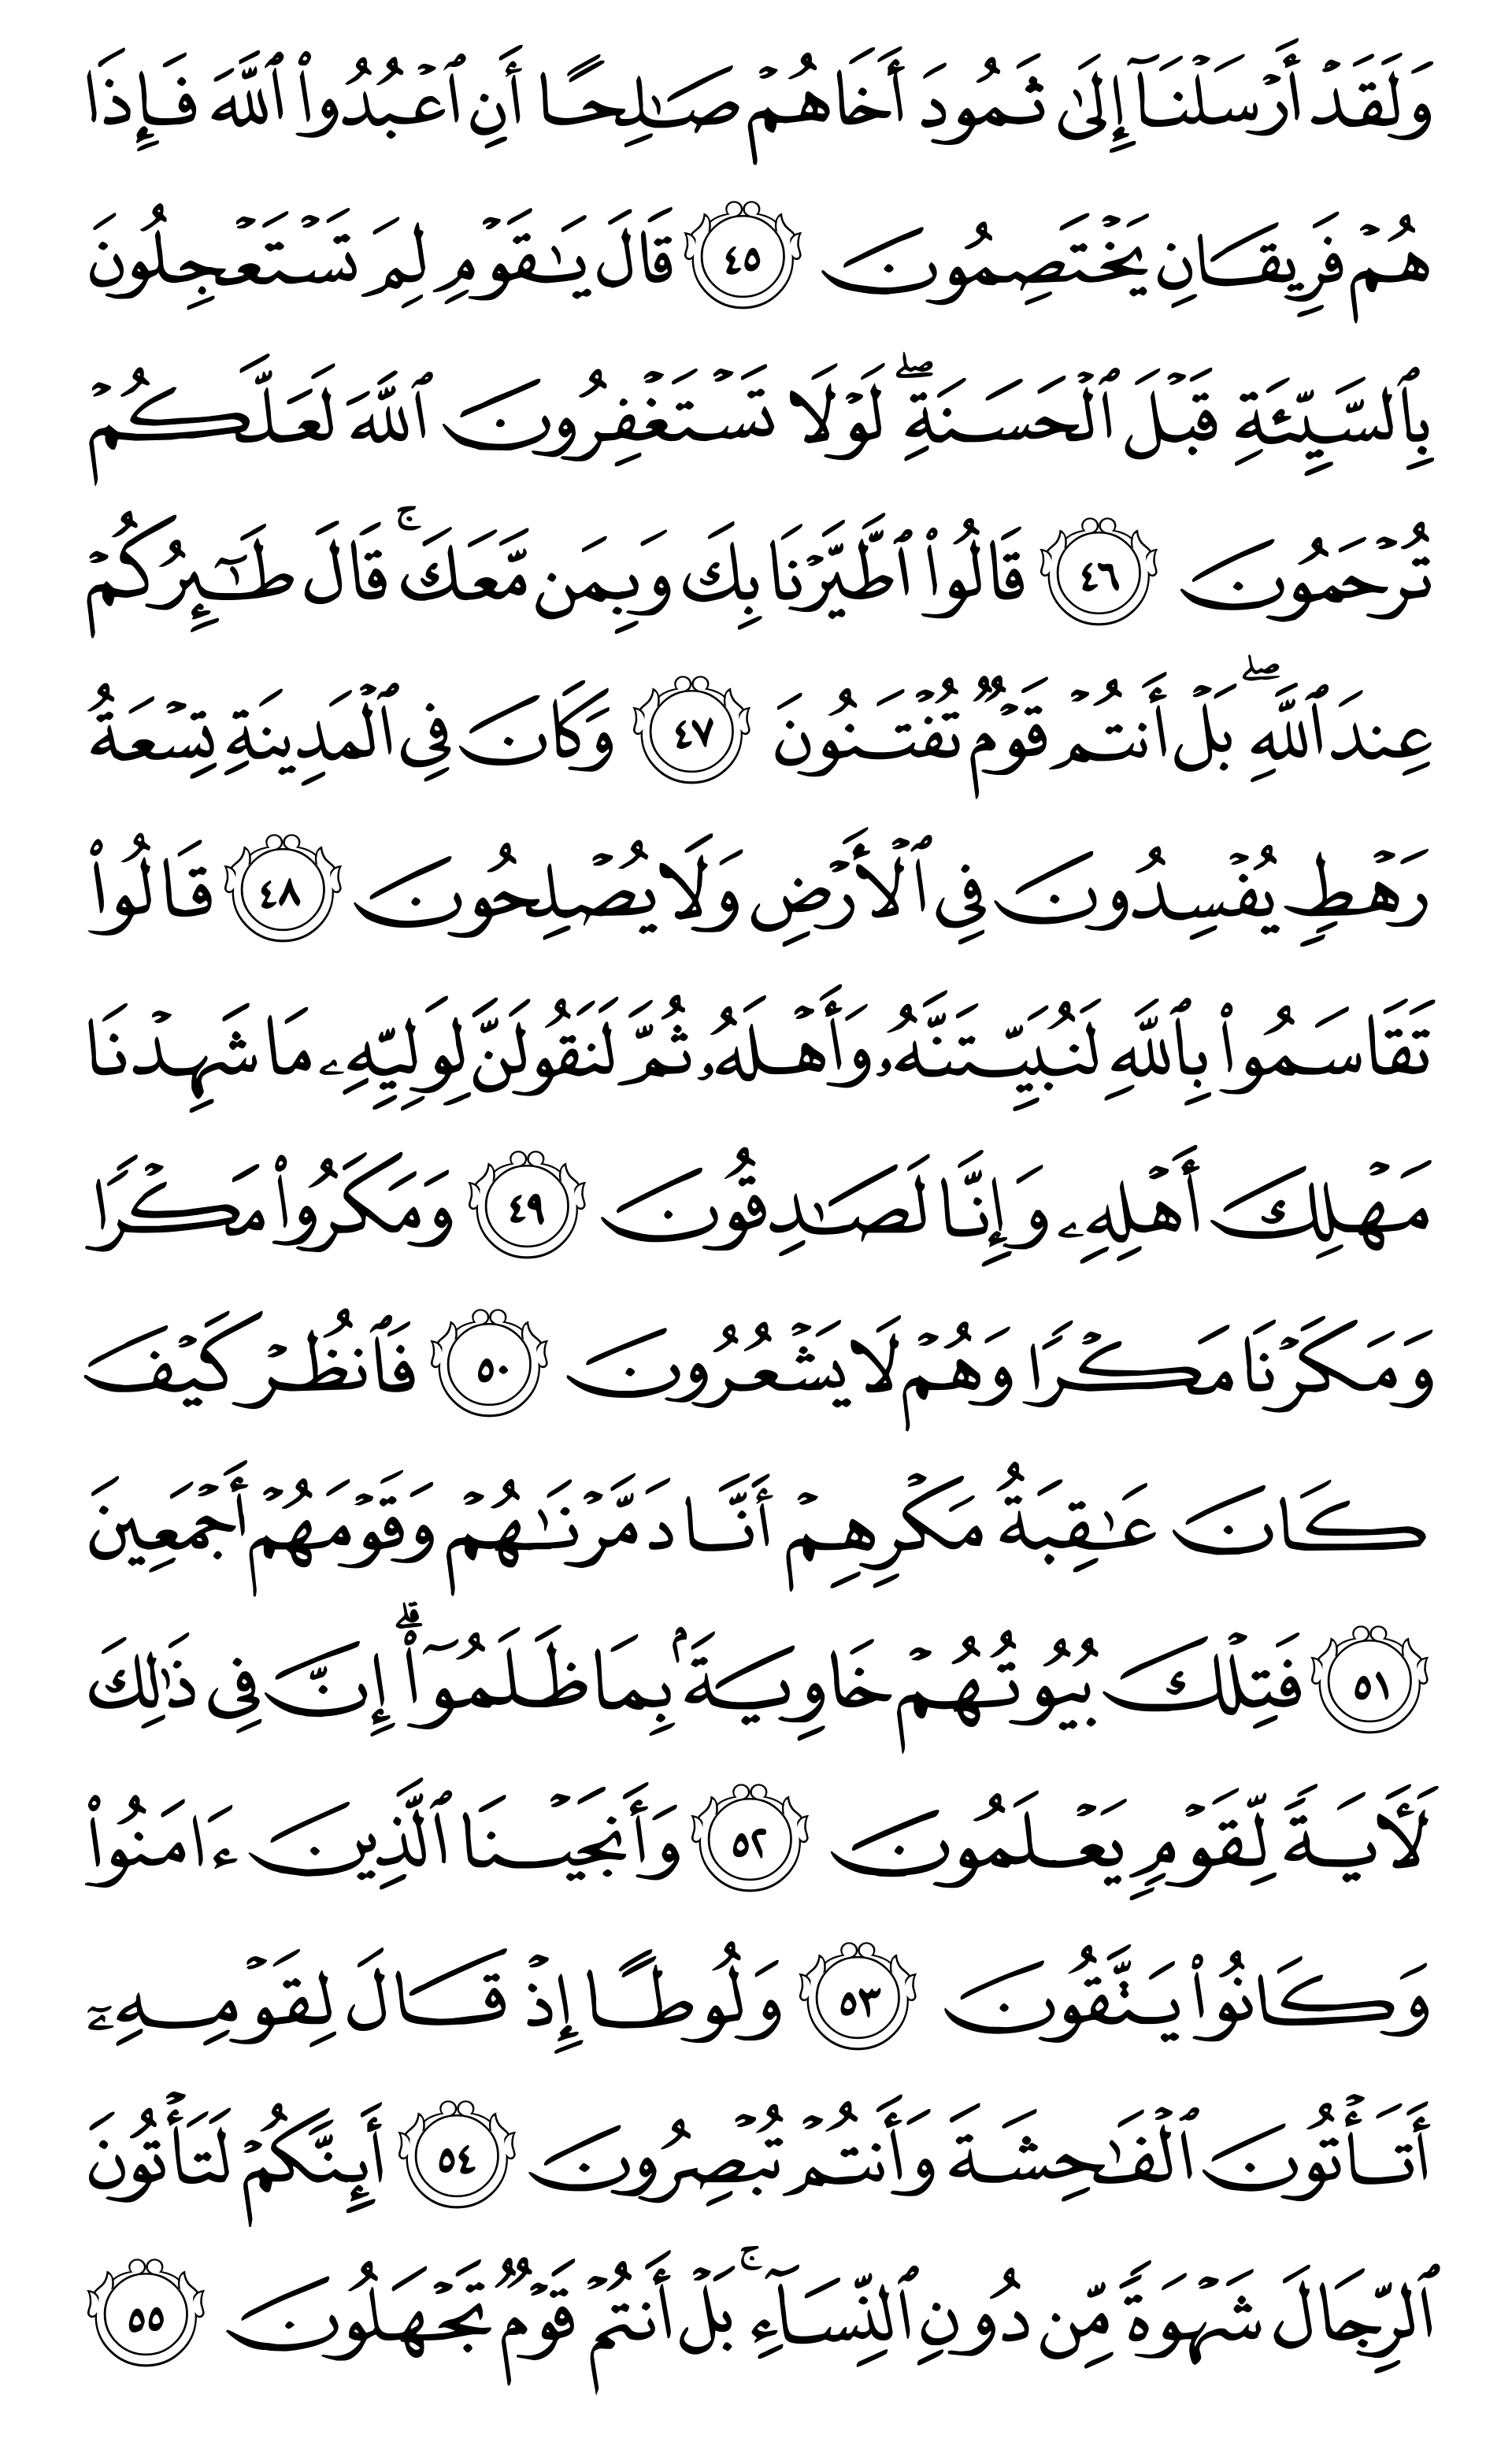 وَلَقَدْ أَرْسَلْنَآ إِلَىٰ ثَمُودَ أَخَاهُمْ صَـٰلِحًا أَنِ ٱعْبُدُوا۟ ٱللَّهَ فَإِذَا
هُمْ فَرِيقَانِ يَخْتَصِمُونَ ٤٥ قَالَ يَـٰقَوْمِ لِمَ تَسْتَعْجِلُونَ
بِٱلسَّيِّئَةِ قَبْلَ ٱلْحَسَنَةِ ۖ لَوْلَا تَسْتَغْفِرُونَ ٱللَّهَ لَعَلَّكُمْ
تُرْحَمُونَ ٤٦ قَالُوا۟ ٱطَّيَّرْنَا بِكَ وَبِمَن مَّعَكَ ۚ قَالَ طَـٰٓئِرُكُمْ
عِندَ ٱللَّهِ ۖ بَلْ أَنتُمْ قَوْمٌ تُفْتَنُونَ ٤٧ وَكَانَ فِى ٱلْمَدِينَةِ تِسْعَةُ
رَهْطٍ يُفْسِدُونَ فِى ٱلْأَرْضِ وَلَا يُصْلِحُونَ ٤٨ قَالُوا۟
تَقَاسَمُوا۟ بِٱللَّهِ لَنُبَيِّتَنَّهُۥ وَأَهْلَهُۥ ثُمَّ لَنَقُولَنَّ لِوَلِيِّهِۦ مَا شَهِدْنَا
مَهْلِكَ أَهْلِهِۦ وَإِنَّا لَصَـٰدِقُونَ ٤٩ وَمَكَرُوا۟ مَكْرًا
وَمَكَرْنَا مَكْرًا وَهُمْ لَا يَشْعُرُونَ ٥٠ فَٱنظُرْ كَيْفَ
كَانَ عَـٰقِبَةُ مَكْرِهِمْ أَنَّا دَمَّرْنَـٰهُمْ وَقَوْمَهُمْ أَجْمَعِينَ
٥١ فَتِلْكَ بُيُوتُهُمْ خَاوِيَةًۢ بِمَا ظَلَمُوٓا۟ ۗ إِنَّ فِى ذَٰلِكَ
لَـَٔايَةً لِّقَوْمٍ يَعْلَمُونَ ٥٢ وَأَنجَيْنَا ٱلَّذِينَ ءَامَنُوا۟
وَكَانُوا۟ يَتَّقُونَ ٥٣ وَلُوطًا إِذْ قَالَ لِقَوْمِهِۦٓ
أَتَأْتُونَ ٱلْفَـٰحِشَةَ وَأَنتُمْ تُبْصِرُونَ ٥٤ أَئِنَّكُمْ لَتَأْتُونَ
ٱلرِّجَالَ شَهْوَةً مِّن دُونِ ٱلنِّسَآءِ ۚ بَلْ أَنتُمْ قَوْمٌ تَجْهَلُونَ ٥٥